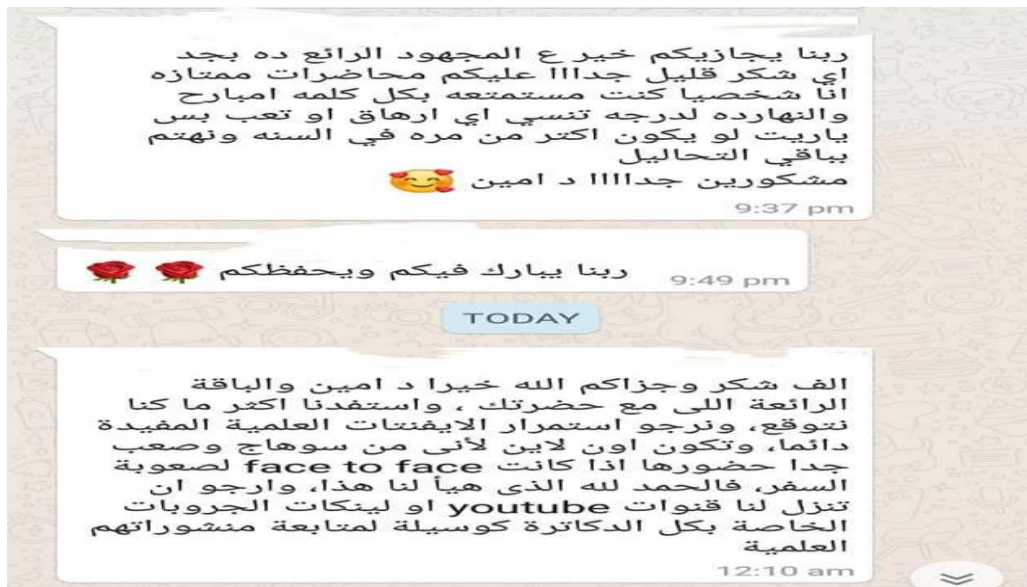 ربنا يجازيكم خير ع المجهود الرائع ده بجد
اي شكر قليل جدااا عليكم محاضرات ممتازه
انا شخصيا كنت مستمتعه بكل كلمه امبارح
والنهارده لدرجه تنسي اي ارهاق او تعب بس
ياريت لو يكون اكتر من مره في السنه ونهتم
بباقي التحاليل
مشكورين جداااا د امين 🥰
9:37 pm
ربنا يبارك فيكم ويحفظكم 🌹 🌹
9:49 pm
TODAY
الف شكر وجزاكم الله خيرا د امين والباقة
الرائعة اللى مع حضرتك ، واستفدنا اكثر ما كنا
نتوقع، ونرجو استمرار الايفنتات العلمية المفيدة
دائما، وتكون اون لاين لأنى من سوهاج وصعب
جدا حضورها اذا كانت face to face لصعوبة
السفر، فالحمد لله الذى هيأ لنا هذا، وارجو ان
تنزل لنا قنوات youtube او لينكات الجروبات
الخاصة بكل الدكاترة كوسيلة لمتابعة منشوراتهم
العلمية
12:10 am